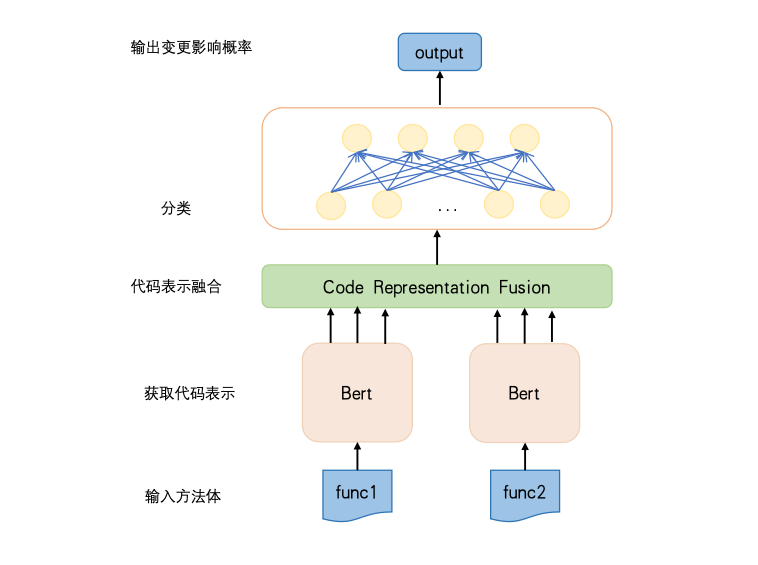 输出变更影响概率
output
分类
...
代码表示融合
Code Representation Fusion
获取代码表示
Bert
Bert
输入方法体
func1
func2